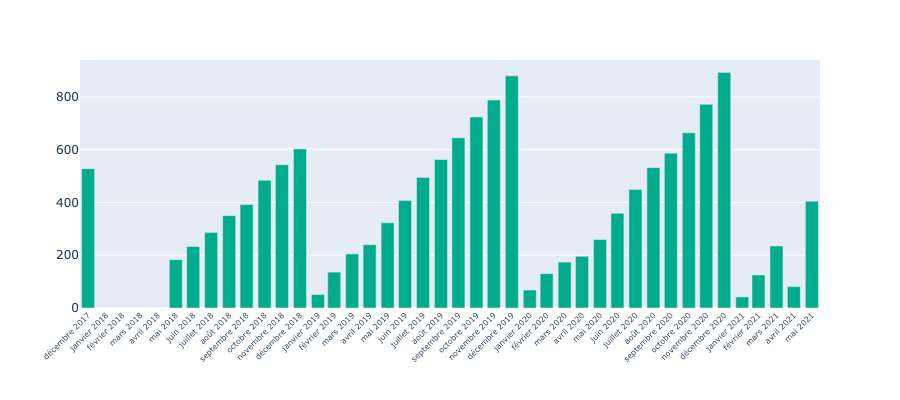 800
600
400
200
0
décembre 2017
janvier 2018
février 2018
mars 2018
avril 2018
mai 2018
juin 2018
juillet 2018
août 2018
septembre 2018
octobre 2018
novembre 2018
décembre 2018
janvier 2019
février 2019
mars 2019
avril 2019
mai 2019
juin 2019
juillet 2019
août 2019
septembre 2019
octobre 2019
novembre 2019
décembre 2019
janvier 2020
février 2020
mars 2020
avril 2020
mai 2020
juin 2020
juillet 2020
août 2020
septembre 2020
octobre 2020
novembre 2020
décembre 2020
janvier 2021
février 2021
mars 2021
avril 2021
mai 2021